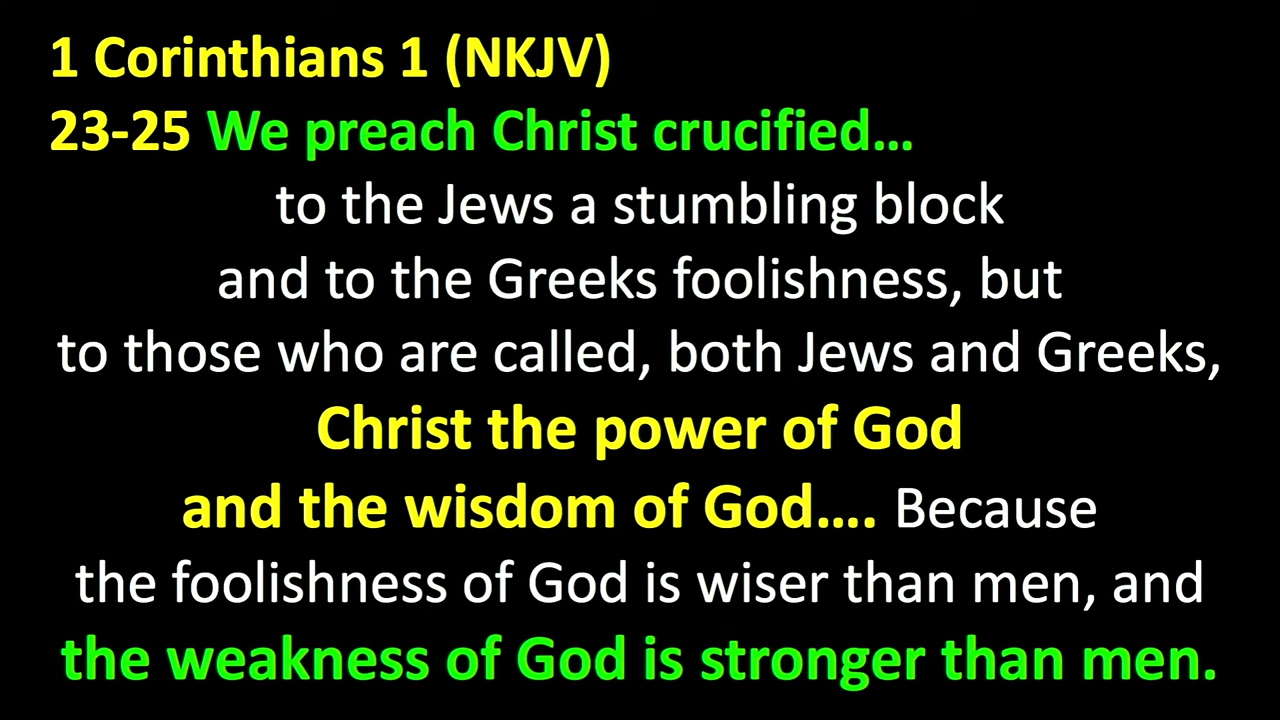 1 Corinthians 1 (NKJV)
23-25 We preach Christ crucified…
to the Jews a stumbling block
and to the Greeks foolishness, but
to those who are called, both Jews and Greeks,
Christ the power of God
and the wisdom of God…. Because
the foolishness of God is wiser than men, and
the weakness of God is stronger than men.